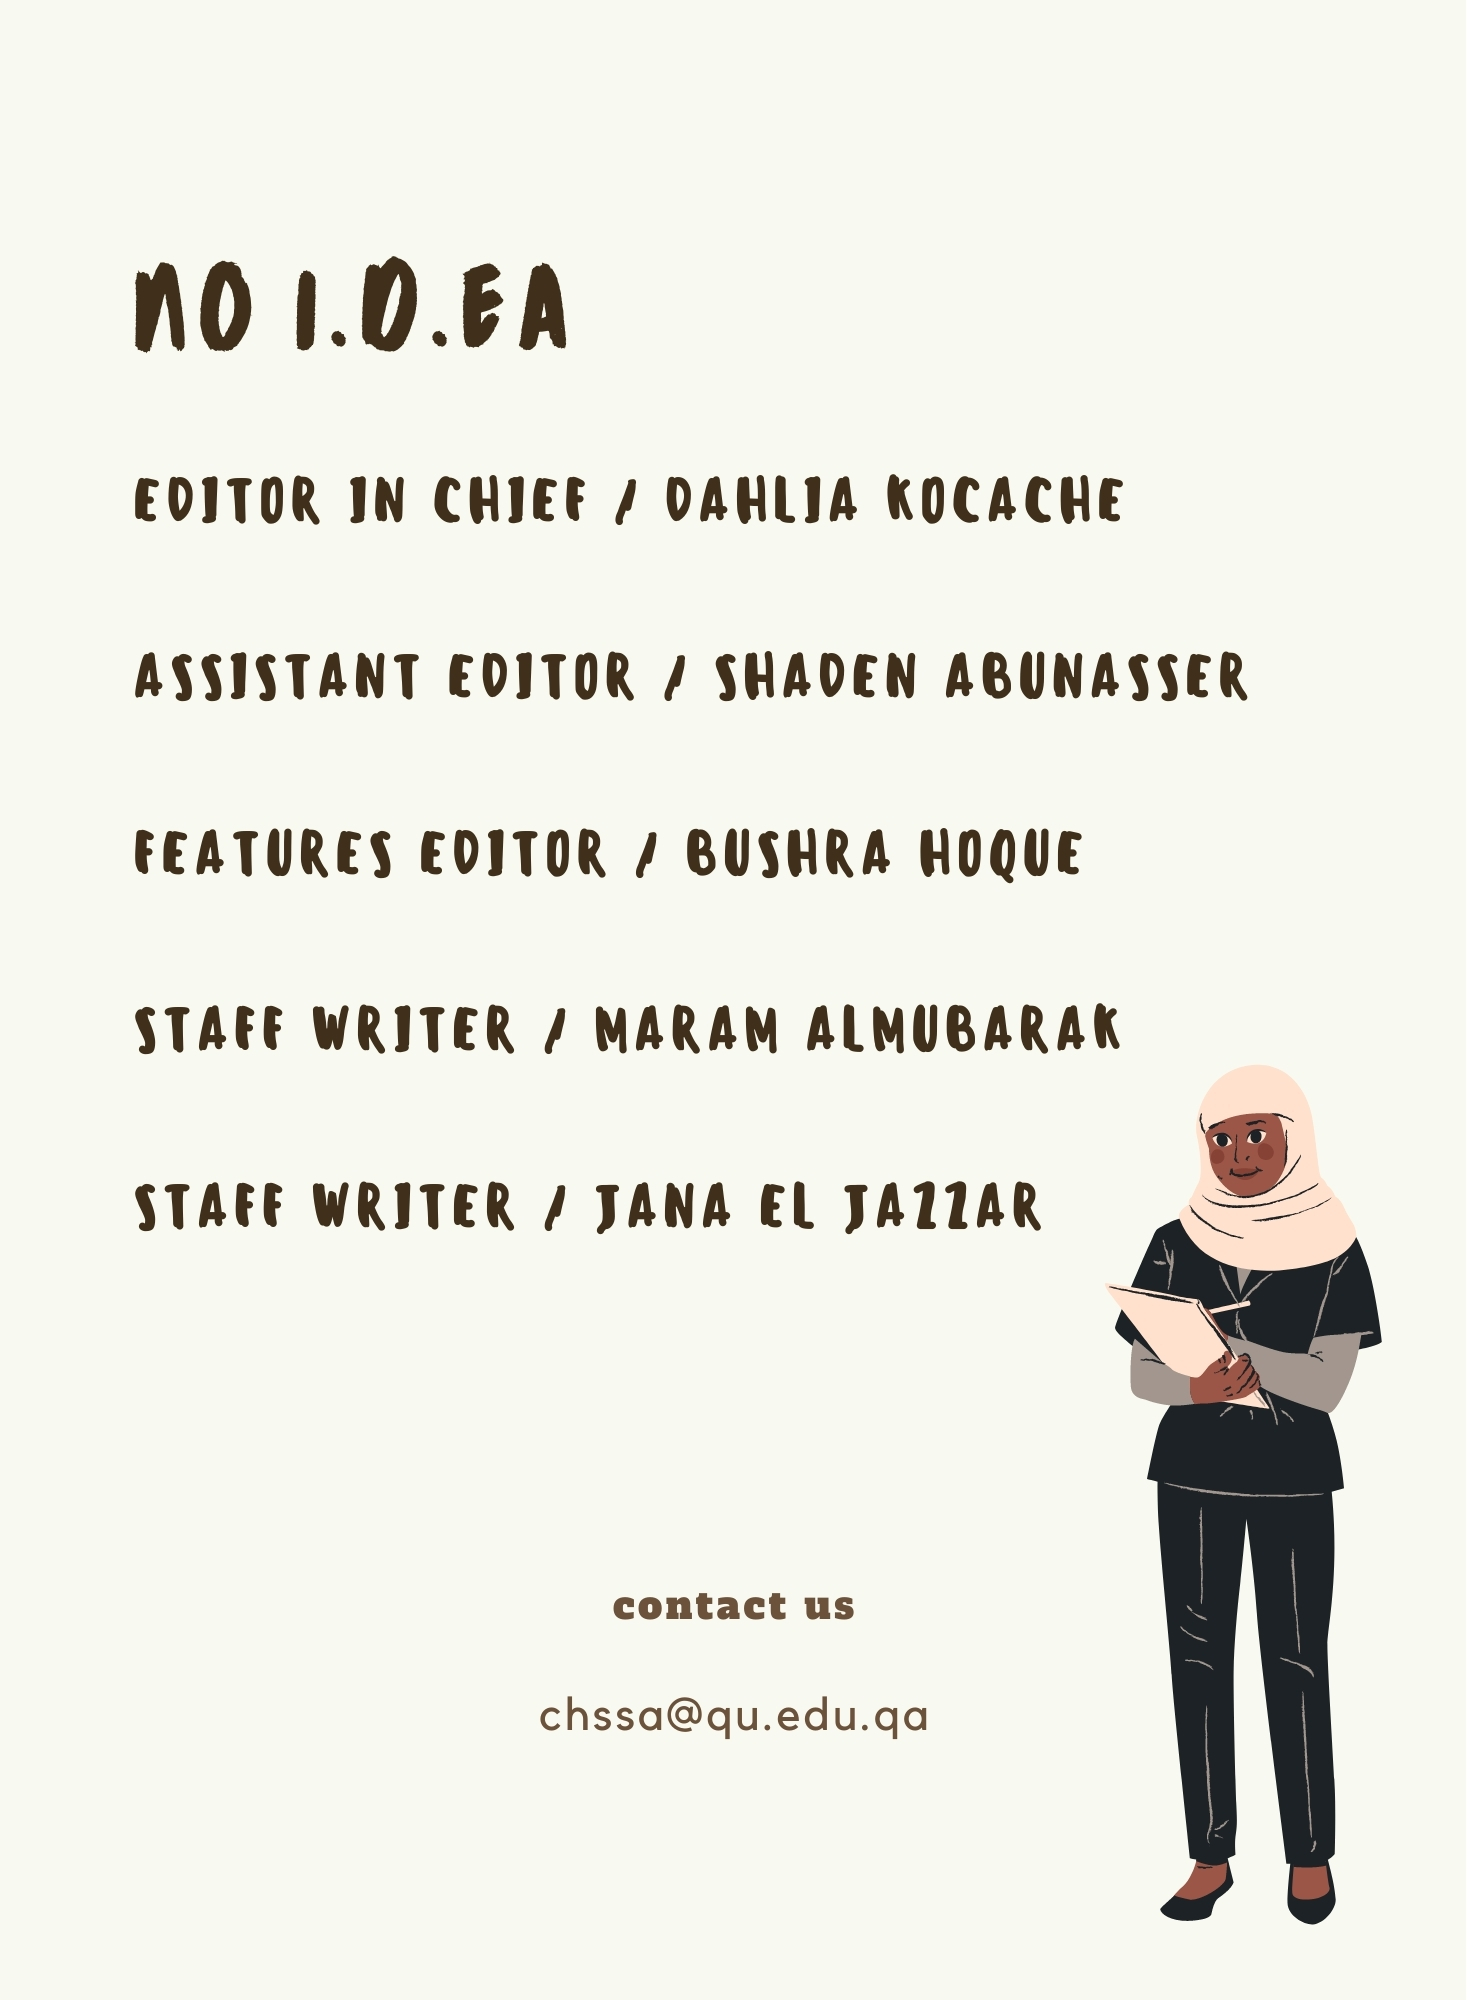 NO I.D.EA
EDITOR IN CHIEF / DAHLIA KOCACHE
ASSISTANT EDITOR / SHADEN ABUNASSER
FEATURES EDITOR / BUSHRA HOQUE
STAFF WRITER / MARAM ALMUBARAK
STAFF WRITER / JANA EL JAZZAR
contact us
chssa@qu.edu.qa